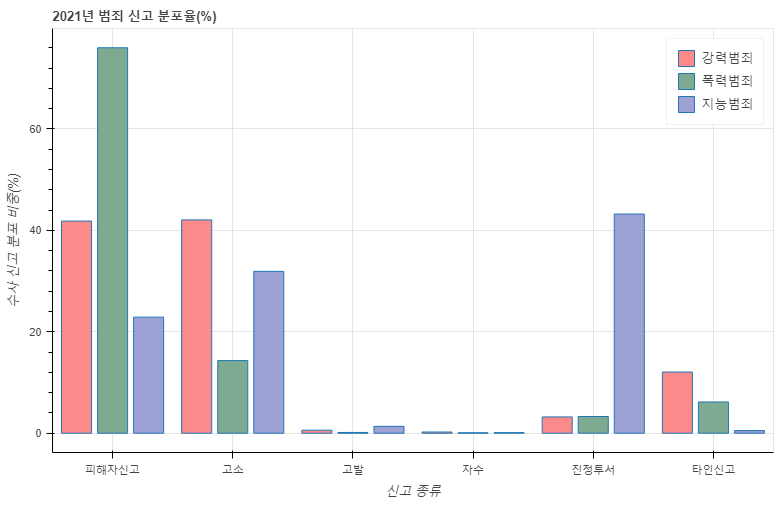 2021년 범죄 신고 분포율(%)
강력범죄
폭력범죄
지능범죄
수사 신고 분포 비중(%)
60
40
20
0
피해자신고 고소 고발 자수 진정투서 타인신고
신고 종류